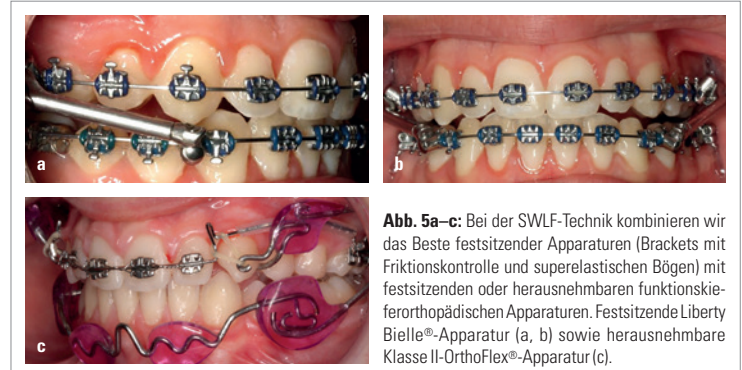 a
b
c
Abb. 5a–c: Bei der SWLF-Technik kombinieren wir
das Beste festsitzender Apparaturen (Brackets mit
Friktionskontrolle und superelastischen Bögen) mit
festsitzenden oder herausnehmbaren funktionskie-
ferorthopädischen Apparaturen. Festsitzende Liberty
Bielle®-Apparatur (a, b) sowie herausnehmbare
Klasse II-OrthoFlex®-Apparatur (c).